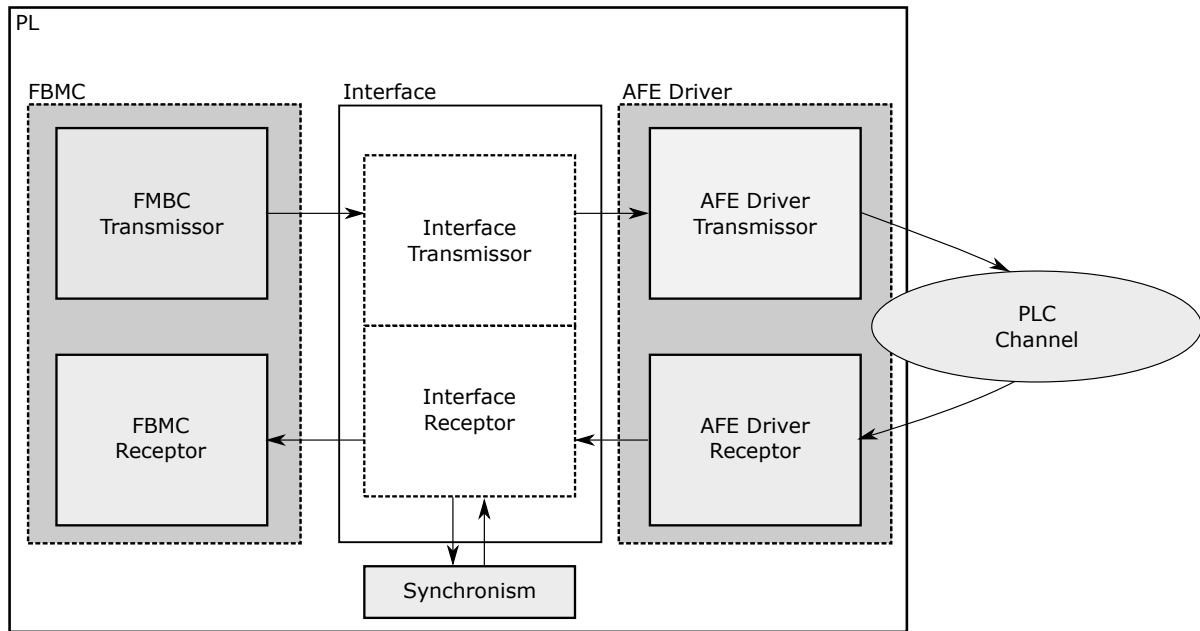 PL
FBMC
Interface
AFE Driver
FMBC
Transmissor
Interface
Transmissor
AFE Driver
Transmissor
PLC
Channel
FBMC
Receptor
Interface
Receptor
AFE Driver
Receptor
Synchronism